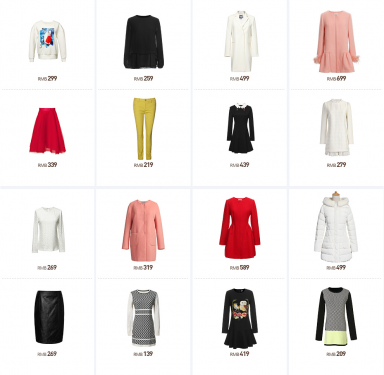 RMB 299
RMB 259
RMB 499
RMB 699
RMB 339
RMB 219
RMB 439
RMB 279
RMB 269
RMB 319
RMB 589
RMB 499
RMB 269
RMB 139
RMB 419
RMB 209